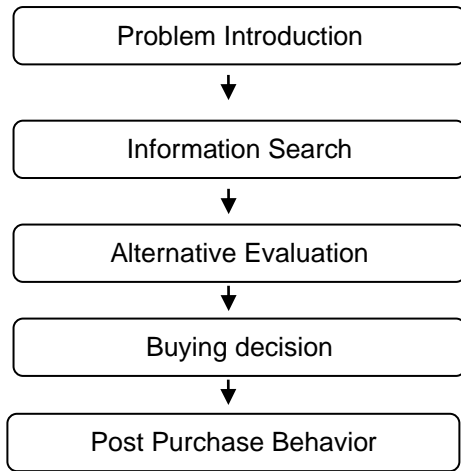 Problem Introduction
Information Search
Alternative Evaluation
Buying decision
Post Purchase Behavior